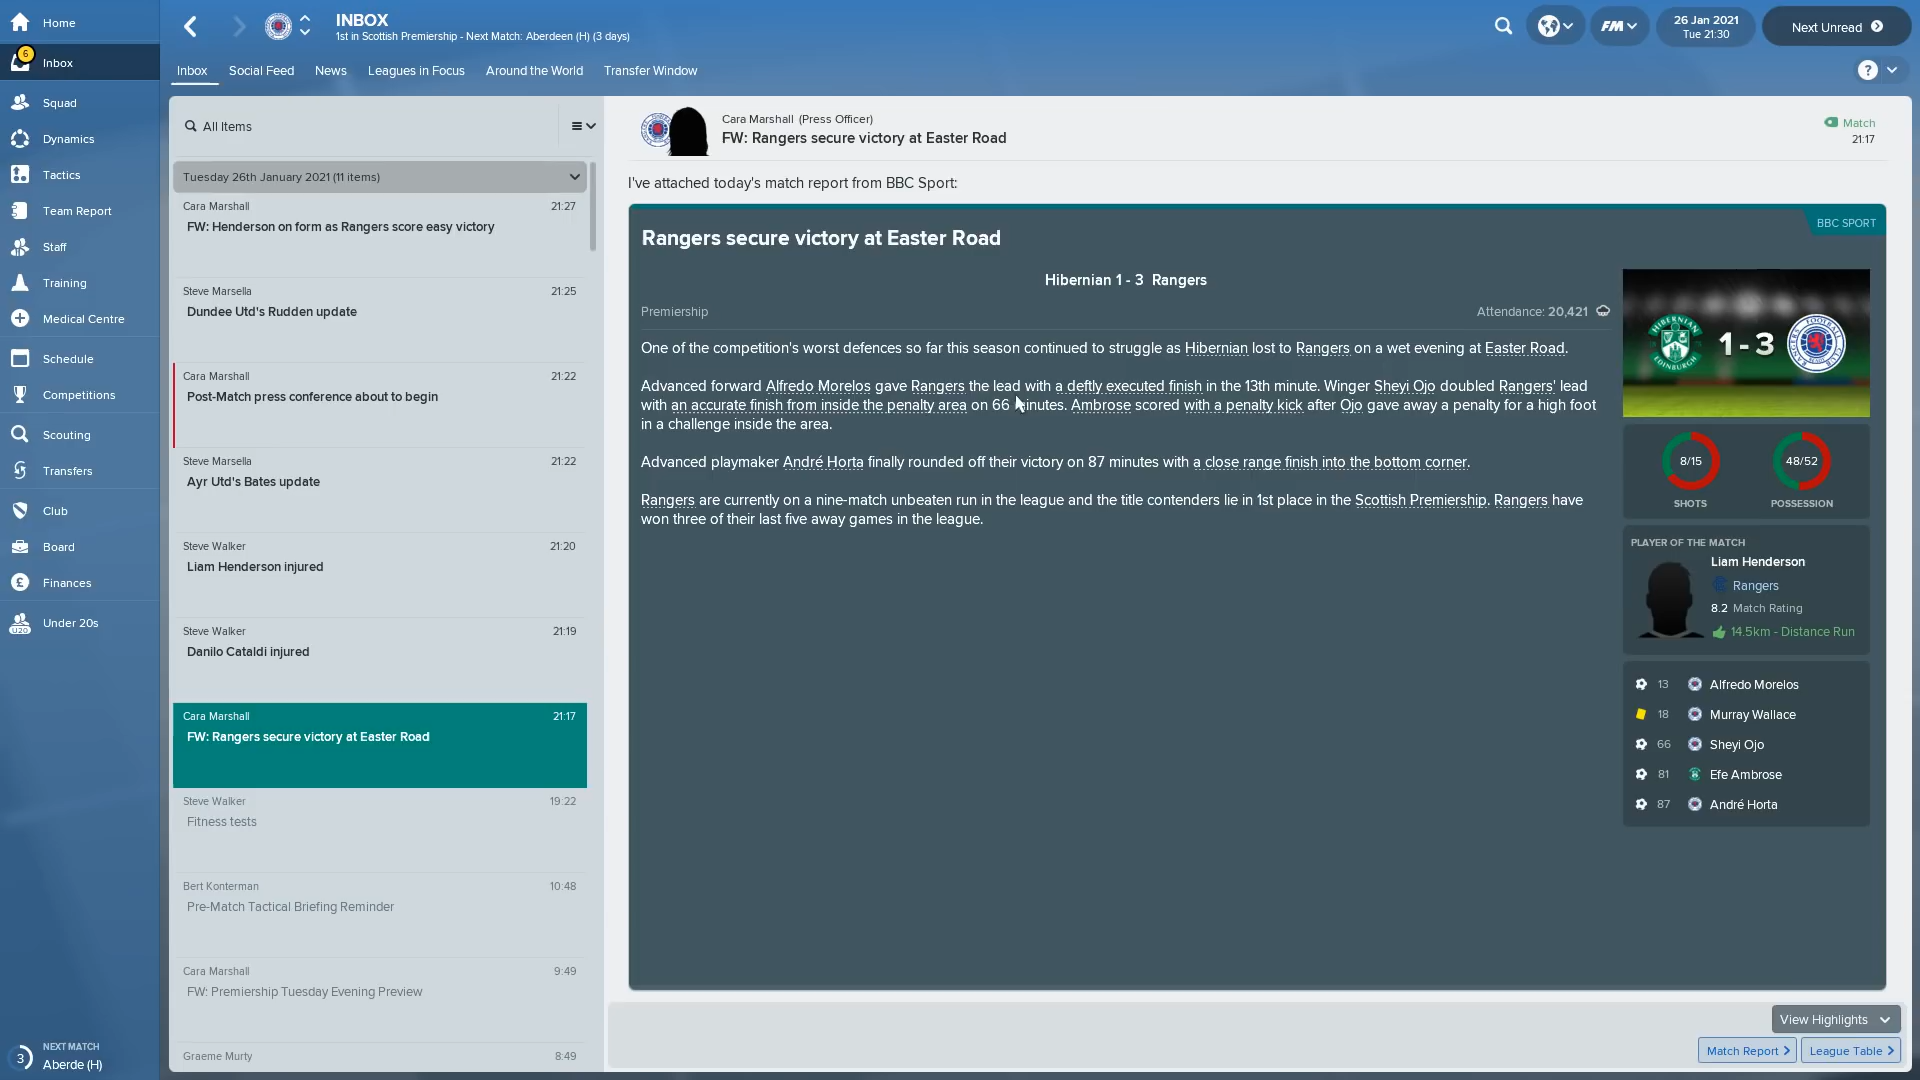 Home
6
Inbox
Squad
Dynamics
Tactics
Team Report
Staff
Training
Medical Centre
Schedule
Competitions
Scouting
Transfers
Club
Board
Finances
U20
Under 20s
3
NEXT MATCH
Aberde (H)
INBOX
1st in Scottish Premiership - Next Match: Aberdeen (H) (3 days)
FM
26 Jan 2021
Tue 21:30
Next Unread
Inbox
Social Feed
News
Leagues in Focus
Around the World
Transfer Window
?
All Items
Tuesday 26th January 2021 (11 items)
Cara Marshall 21:27
FW: Henderson on form as Rangers score easy victory
Steve Marsella 21:25
Dundee Utd's Rudden update
Cara Marshall 21:22
Post-Match press conference about to begin
Steve Marsella 21:22
Ayr Utd's Bates update
Steve Walker 21:20
Liam Henderson injured
Steve Walker 21:19
Danilo Cataldi injured
Cara Marshall 21:17
FW: Rangers secure victory at Easter Road
Steve Walker 19:22
Fitness tests
Bert Konterman 10:48
Pre-Match Tactical Briefing Reminder
Cara Marshall 9:49
FW: Premiership Tuesday Evening Preview
Graeme Murty 8:49
Cara Marshall (Press Officer)
FW: Rangers secure victory at Easter Road
Match
21:17
I've attached today's match report from BBC Sport:
BBC SPORT
Rangers secure victory at Easter Road
Hibernian 1 - 3 Rangers
Premiership
Attendance: 20,421
One of the competition's worst defences so far this season continued to struggle as Hibernian lost to Rangers on a wet evening at Easter Road.
Advanced forward Alfredo Morelos gave Rangers the lead with a deftly executed finish in the 13th minute. Winger Sheyi Ojo doubled Rangers' lead
with an accurate finish from inside the penalty area on 66 minutes. Ambrose scored with a penalty kick after Ojo gave away a penalty for a high foot
in a challenge inside the area.
Advanced playmaker André Horta finally rounded off their victory on 87 minutes with a close range finish into the bottom corner.
Rangers are currently on a nine-match unbeaten run in the league and the title contenders lie in 1st place in the Scottish Premiership. Rangers have
won three of their last five away games in the league.
HIBERNIAN
EDINBURGH
1 - 3
8/15
SHOTS
48/52
POSSESSION
PLAYER OF THE MATCH
Liam Henderson
Rangers
8.2 Match Rating
14.5km - Distance Run
13 Alfredo Morelos
18 Murray Wallace
66 Sheyi Ojo
81 Efe Ambrose
87 André Horta
View Highlights
Match Report
League Table